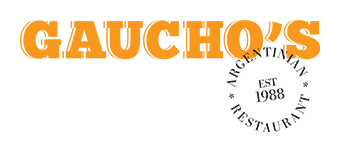 GAUCHO'S
ARGENTINIAN
EST
1988
* RESTAURANT *